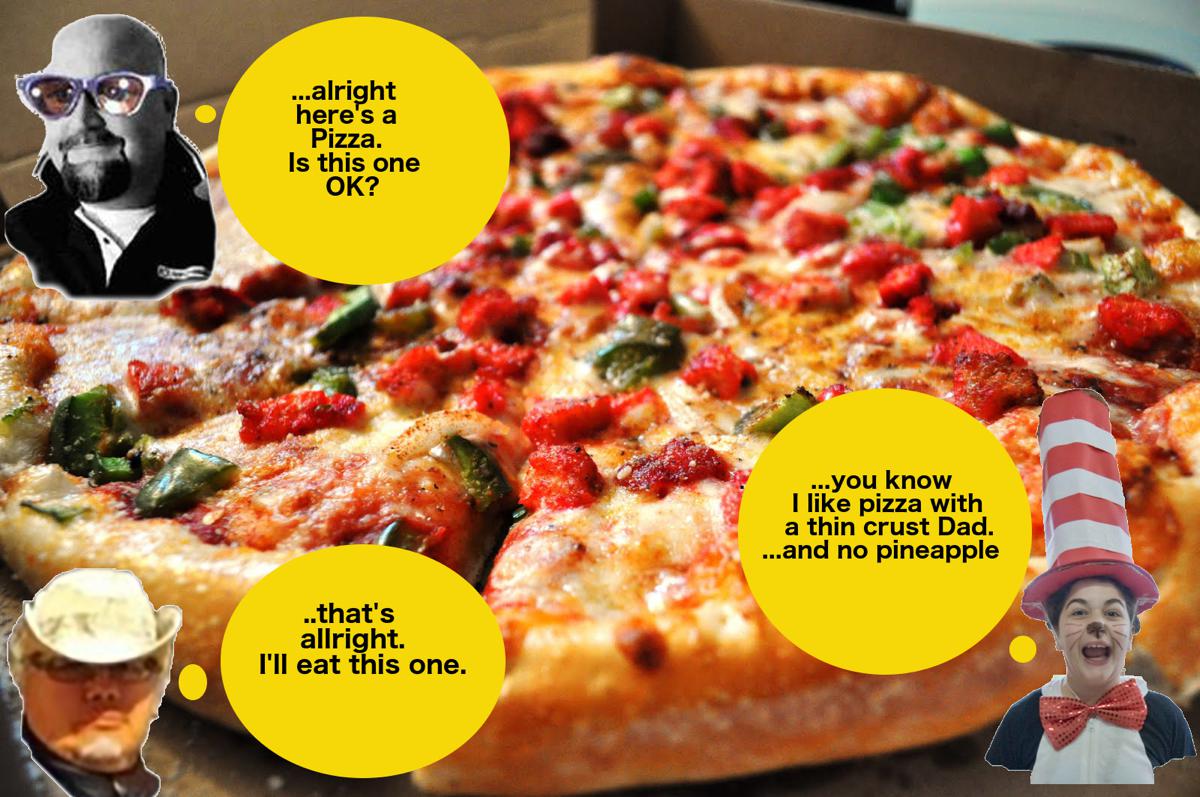 ...alright
here's a
Pizza.
Is this one
OK?
...you know
I like pizza with
a thin crust Dad.
...and no pineapple
..that's
allright.
I'll eat this one.